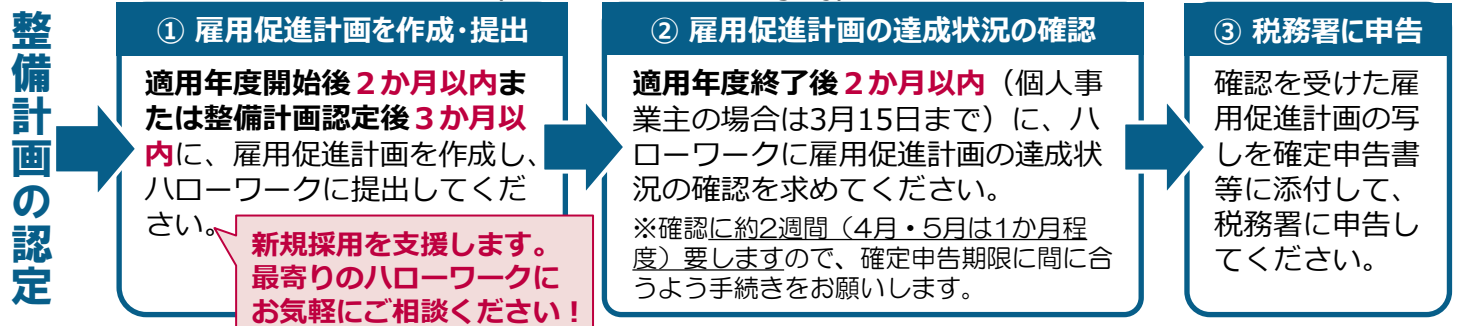 整備計画の認定
① 雇用促進計画を作成・提出
適用年度開始後２か月以内ま
たは整備計画認定後３か月以
内に、雇用促進計画を作成し、
ハローワークに提出してくだ
さい。
新規採用を支援します。
最寄りのハローワークに
お気軽にご相談ください！
② 雇用促進計画の達成状況の確認
適用年度終了後２か月以内（個人事
業主の場合は3月15日まで）に、ハ
ローワークに雇用促進計画の達成状
況の確認を求めてください。
※確認に約2週間（4月・5月は1か月程
度）要しますので、確定申告期限に間に合
うよう手続きをお願いします。
③ 税務署に申告
確認を受けた雇
用促進計画の写
しを確定申告書
等に添付して、
税務署に申告し
てください。